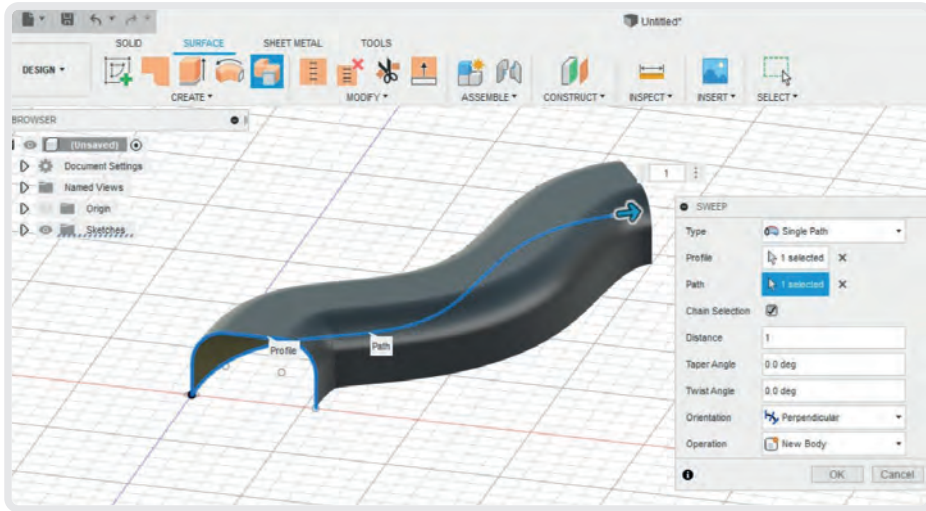 Untitled*
SOLID SURFACE SHEET METAL TOOLS
DESIGN
CREATE MODIFY ASSEMBLE CONSTRUCT INSPECT INSERT SELECT
BROWSER
(Unsaved)
Document Settings
Named Views
Origin
Sketches
1
SWEEP
Type Single Path
Profile 1 selected
Path 1 selected
Chain Selection
Distance 1
Taper Angle 0.0 deg
Twist Angle 0.0 deg
Orientation Perpendicular
Operation New Body
OK Cancel
Profile
Path